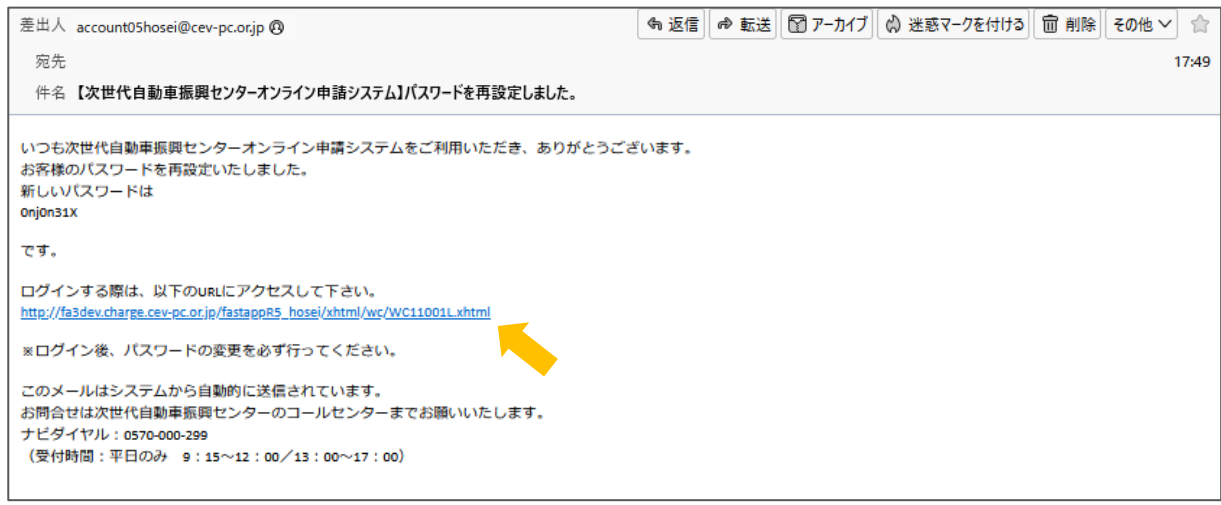 差出人 account05hosei@cev-pc.or.jp
返信 転送 アーカイブ 迷惑マークを付ける 削除 その他
宛先
17:49
件名 【次世代自動車振興センターオンライン申請システム】パスワードを再設定しました。
いつも次世代自動車振興センターオンライン申請システムをご利用いただき、ありがとうございます。
お客様のパスワードを再設定いたしました。
新しいパスワードは
0njon31X
です。
ログインする際は、以下のURLにアクセスして下さい。
http://fa3dev.charge.cev-pc.or.jp/fastappR5_hosei/xhtml/wc/WC11001L.xhtml
※ログイン後、パスワードの変更を必ず行ってください。
このメールはシステムから自動的に送信されています。
お問合せは次世代自動車振興センターのコールセンターまでお願いいたします。
ナビダイヤル：0570-000-299
（受付時間：平日のみ　9：15～12：00／13：00～17：00）